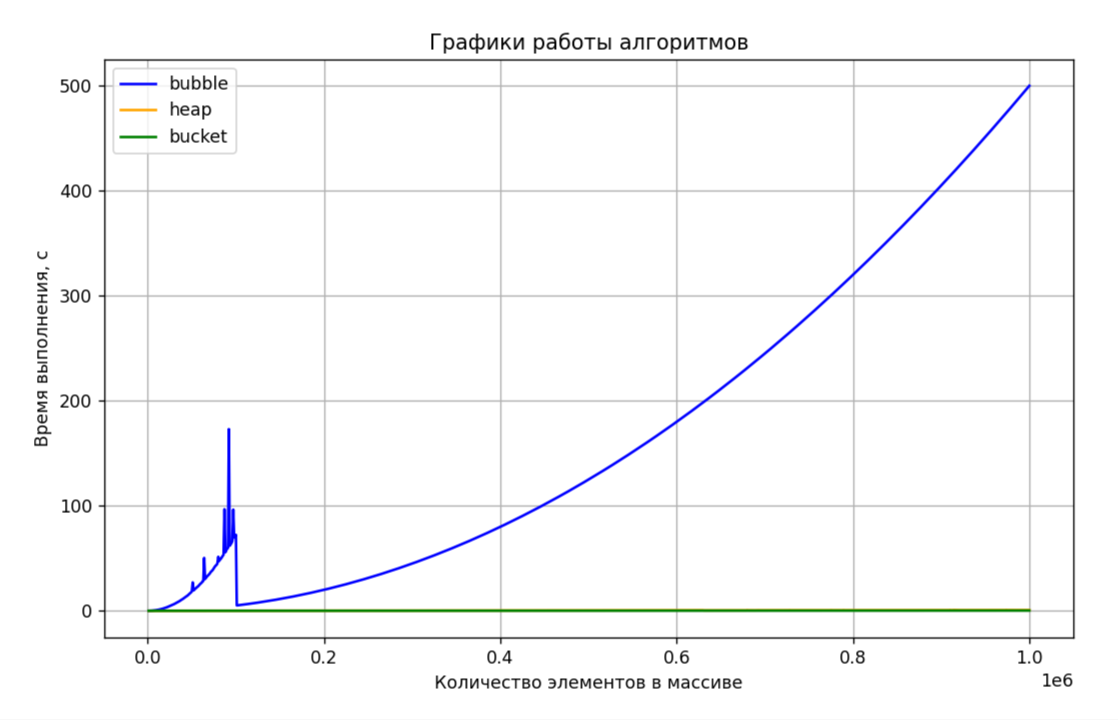 Графики работы алгоритмов
bubble
heap
bucket
Время выполнения, с
500
400
300
200
100
0
0.0 0.2 0.4 0.6 0.8 1.0
1e6
Количество элементов в массиве